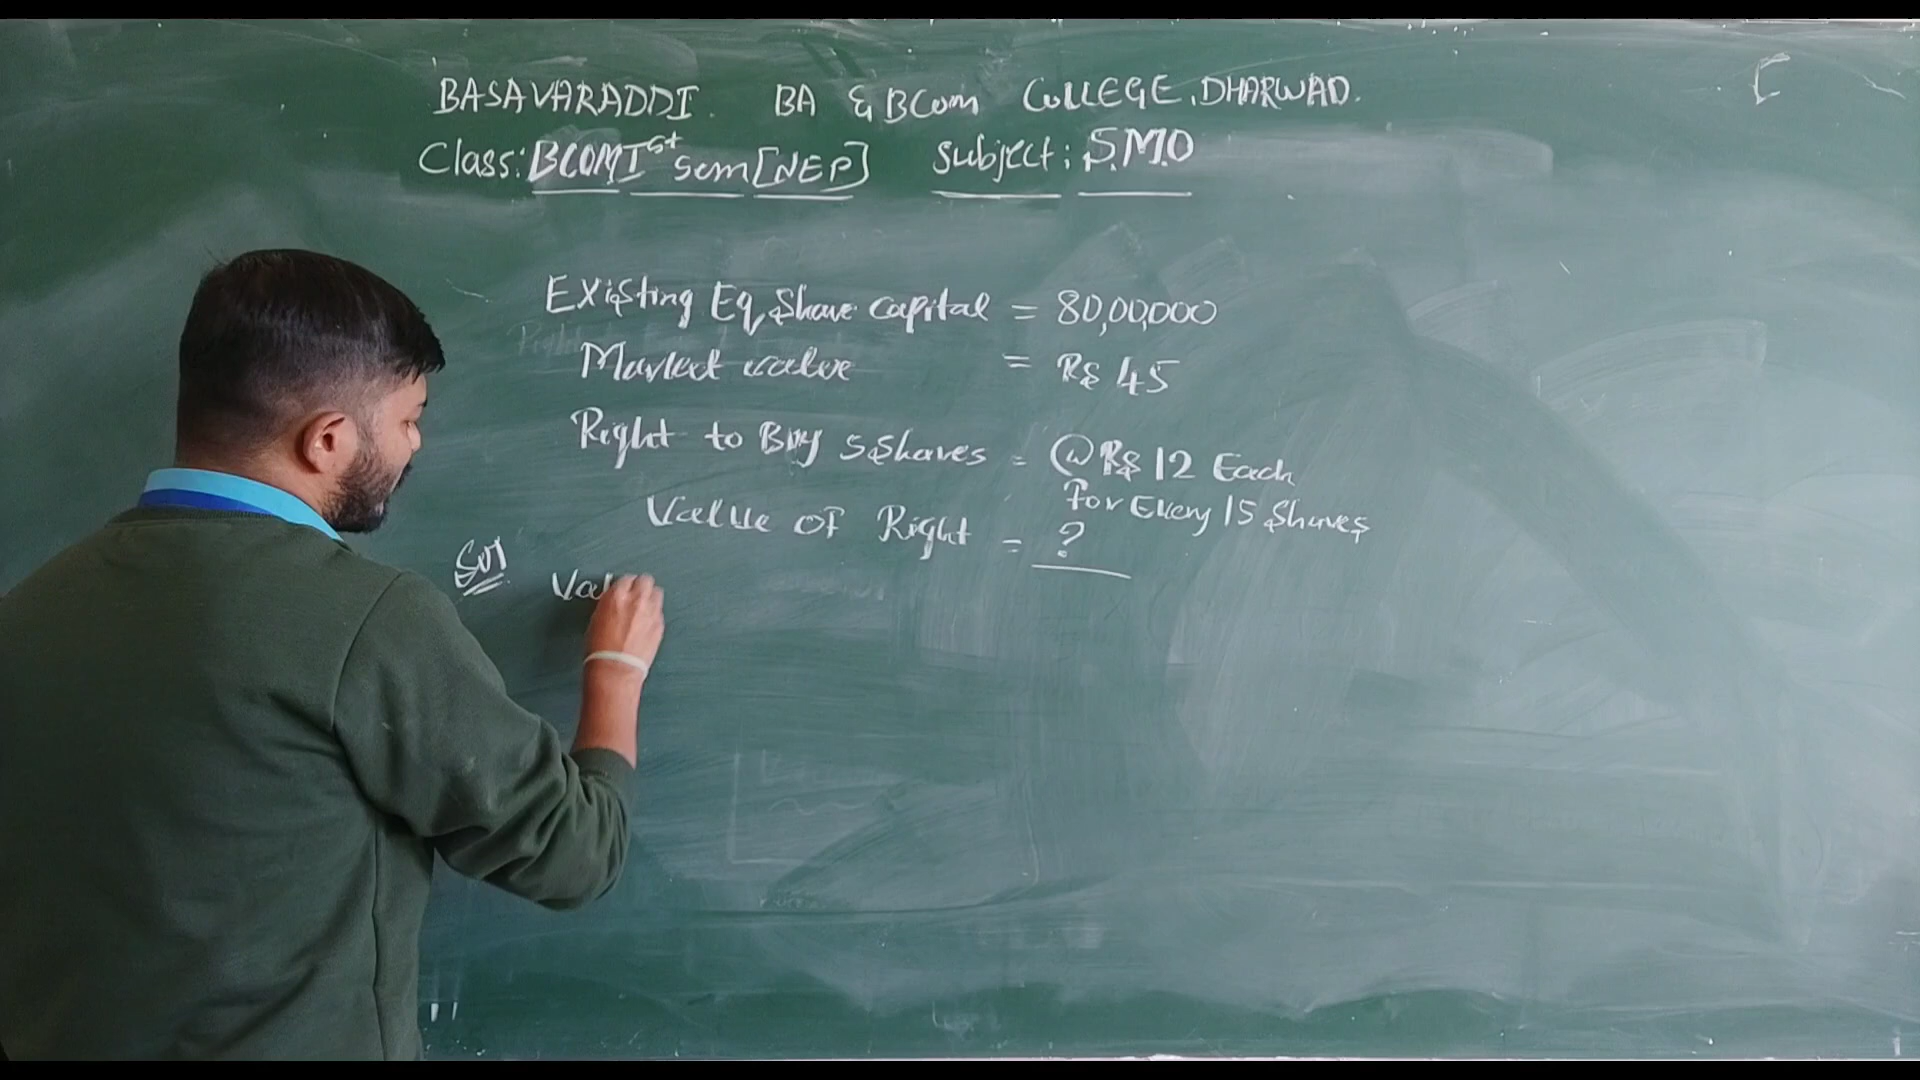 BASAVARADDI. BA & BCom COLLEGE, DHARWAD.
Class: BCOM Ist Sem [NEP] Subject: S.M.O
Existing Eq Share capital = 80,00,000
Market value = Rs 45
Right to Buy 5 Shares = @ Rs 12 Each
For Every 15 Shares
Value OF Right = ?
Sol Val